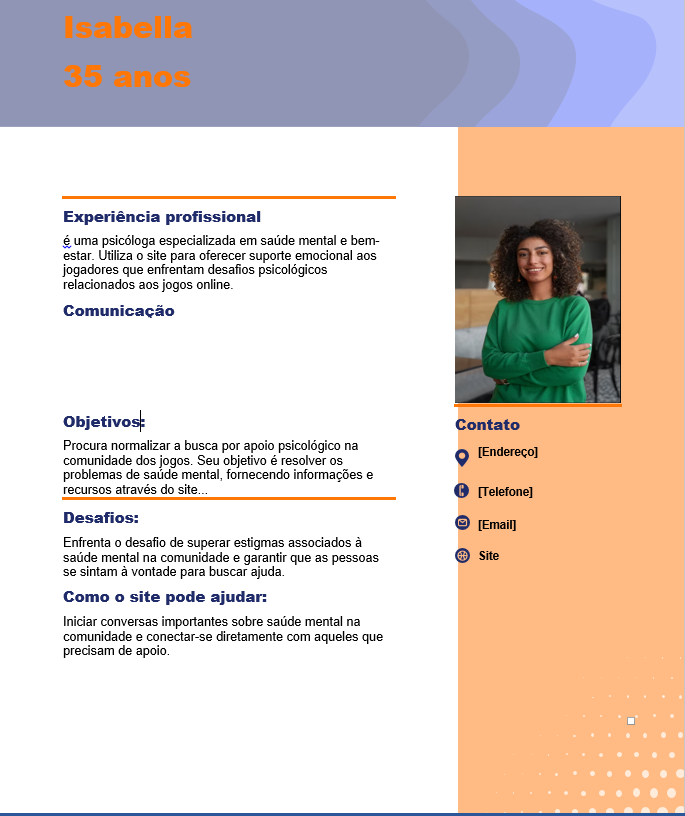 Isabella
35 anos
Experiência profissional
é uma psicóloga especializada em saúde mental e bem-
estar. Utiliza o site para oferecer suporte emocional aos
jogadores que enfrentam desafios psicológicos
relacionados aos jogos online.
Comunicação
Objetivos:
Procura normalizar a busca por apoio psicológico na
comunidade dos jogos. Seu objetivo é resolver os
problemas de saúde mental, fornecendo informações e
recursos através do site...
Desafios:
Enfrenta o desafio de superar estigmas associados à
saúde mental na comunidade e garantir que as pessoas
se sintam à vontade para buscar ajuda.
Como o site pode ajudar:
Iniciar conversas importantes sobre saúde mental na
comunidade e conectar-se diretamente com aqueles que
precisam de apoio.
Contato
[Endereço]
[Telefone]
[Email]
Site